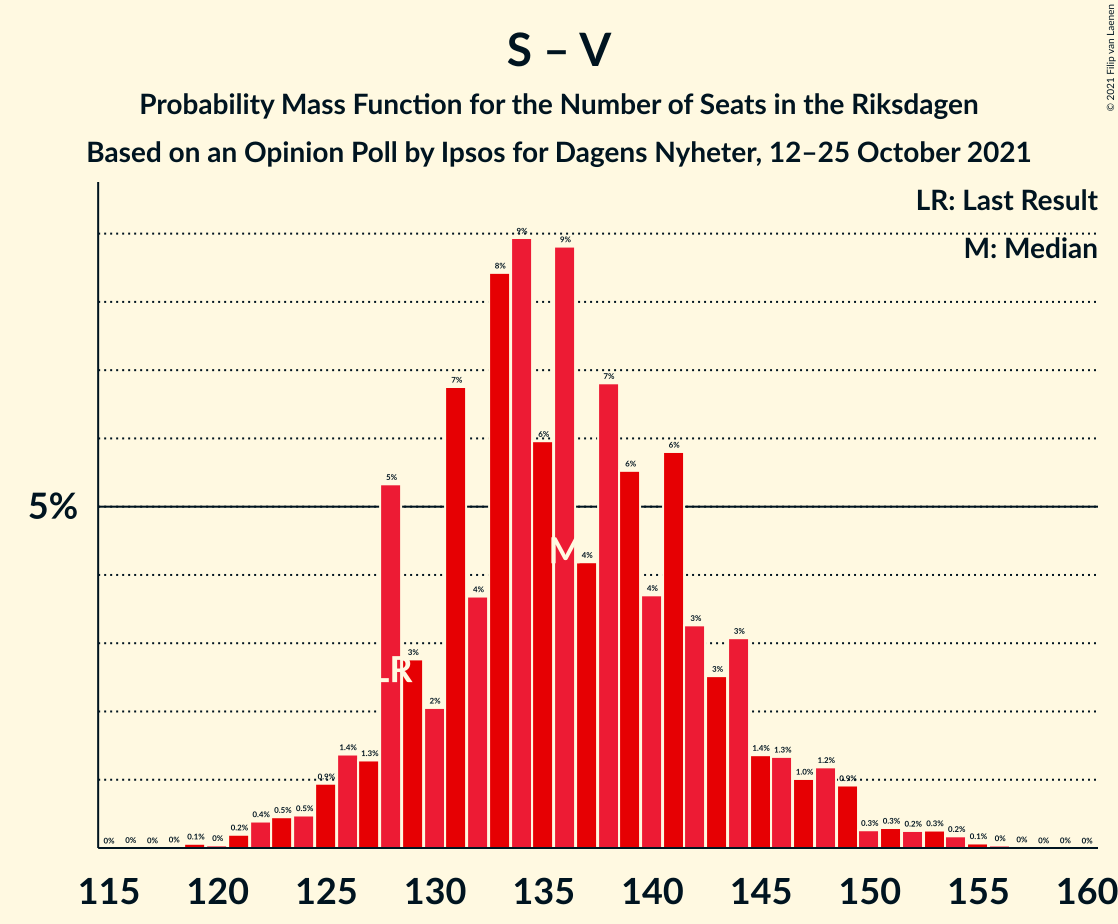 S – V
Probability Mass Function for the Number of Seats in the Riksdagen
Based on an Opinion Poll by Ipsos for Dagens Nyheter, 12–25 October 2021
© 2021 Filip van Laenen
LR: Last Result
M: Median
5%
0% 0% 0% 0% 0.1% 0% 0.2% 0.4% 0.5% 0.5% 0.9% 1.4% 1.3% 5% 3% 2% 7% 4% 8% 9% 6% 9% 4% 7% 6% 4% 6% 3% 3% 3% 1.4% 1.3% 1.0% 1.2% 0.9% 0.3% 0.3% 0.2% 0.3% 0.2% 0.1% 0% 0% 0% 0% 0%
LR
M
115 120 125 130 135 140 145 150 155 160